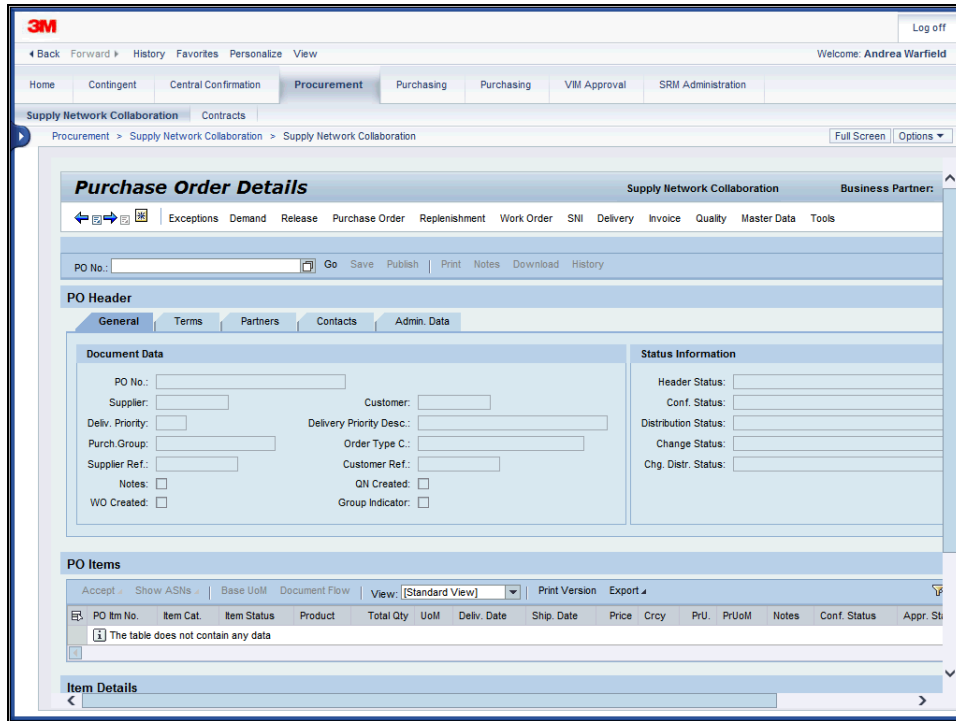 3M
Log off
Back Forward History Favorites Personalize View
Welcome: Andrea Warfield
Home Contingent Central Confirmation Procurement Purchasing Purchasing VIM Approval SRM Administration
Supply Network Collaboration Contracts
Procurement > Supply Network Collaboration > Supply Network Collaboration
Full Screen Options
Purchase Order Details
Supply Network Collaboration Business Partner:
Exceptions Demand Release Purchase Order Replenishment Work Order SNI Delivery Invoice Quality Master Data Tools
PO No.: Go Save Publish | Print Notes Download History
PO Header
General Terms Partners Contacts Admin. Data
Document Data Status Information
PO No.: Header Status:
Supplier: Customer: Conf. Status:
Deliv. Priority: Delivery Priority Desc.: Distribution Status:
Purch.Group: Order Type C.: Change Status:
Supplier Ref.: Customer Ref.: Chg. Distr. Status:
Notes: QN Created:
WO Created: Group Indicator:
PO Items
Accept Show ASNs Base UoM Document Flow View: [Standard View] Print Version Export
PO Itm No. Item Cat. Item Status Product Total Qty UoM Deliv. Date Ship. Date Price Crcy PrU. PrUoM Notes Conf. Status Appr. Sta
The table does not contain any data
Item Details